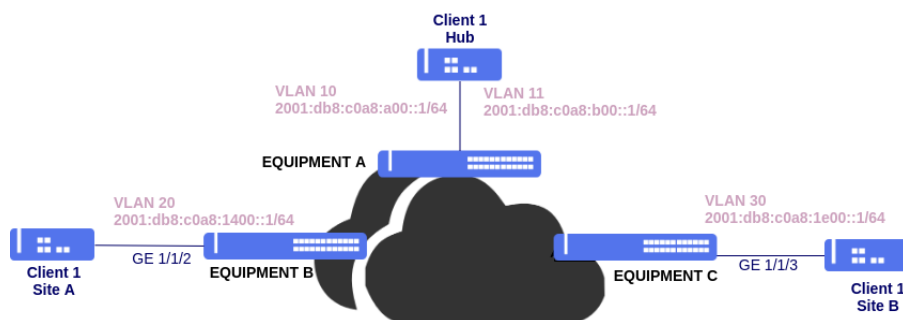 Client 1
Hub
VLAN 10
2001:db8:c0a8:a00::1/64
VLAN 11
2001:db8:c0a8:b00::1/64
EQUIPMENT A
VLAN 20
2001:db8:c0a8:1400::1/64
VLAN 30
2001:db8:c0a8:1e00::1/64
GE 1/1/2
EQUIPMENT B
EQUIPMENT C
GE 1/1/3
Client 1
Site A
Client 1
Site B